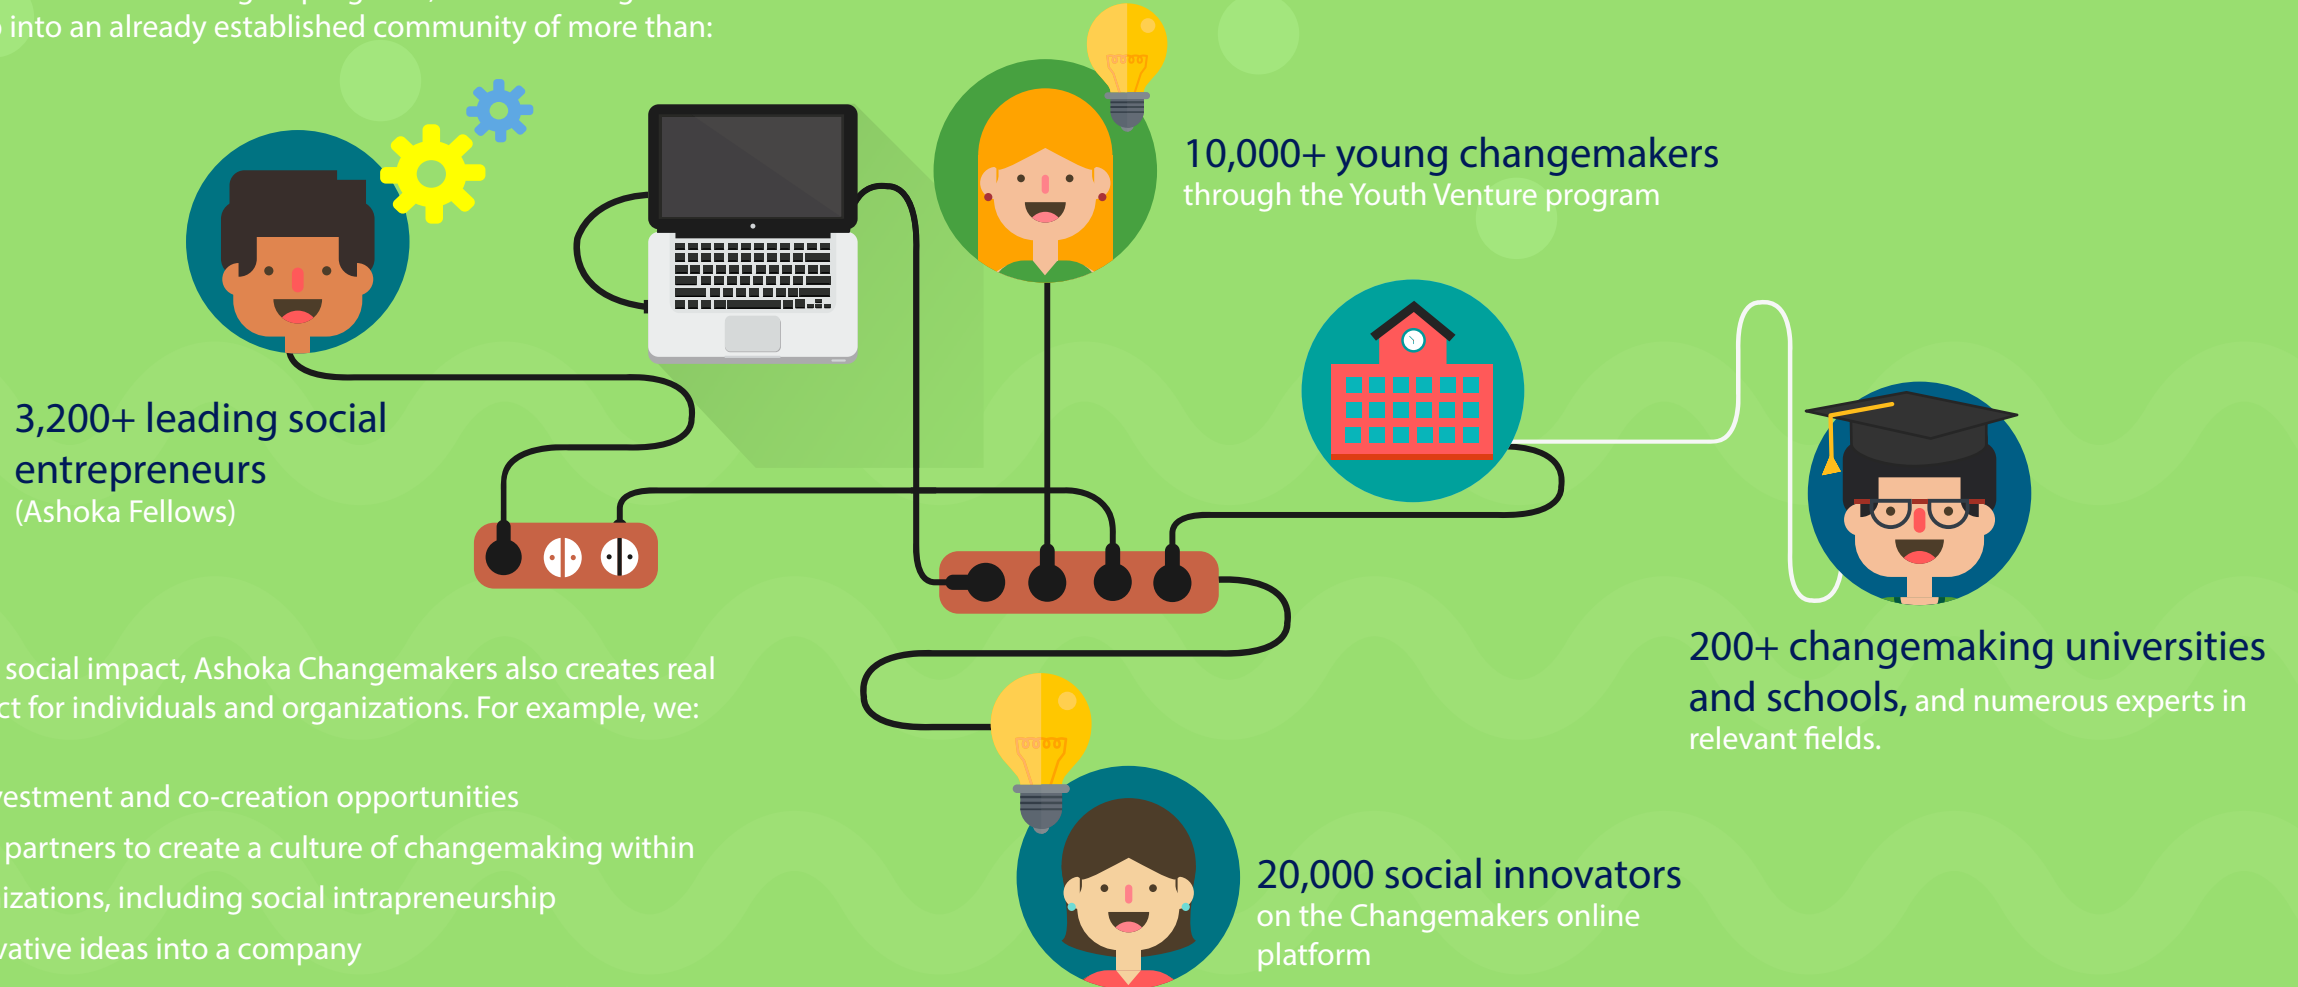 into an already established community of more than:
10,000+ young changemakers
through the Youth Venture program
3,200+ leading social
entrepreneurs
(Ashoka Fellows)
200+ changemaking universities
and schools, and numerous experts in
relevant fields.
social impact, Ashoka Changemakers also creates real
for individuals and organizations. For example, we:
and co-creation opportunities
partners to create a culture of changemaking within
including social intrapreneurship
ideas into a company
20,000 social innovators
on the Changemakers online
platform